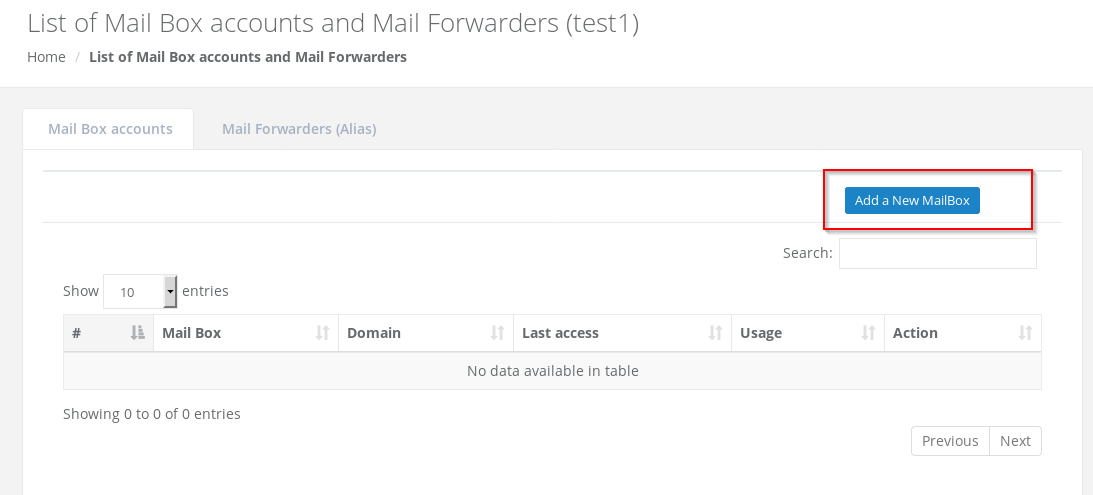 List of Mail Box accounts and Mail Forwarders (test1)
Home / List of Mail Box accounts and Mail Forwarders
Mail Box accounts Mail Forwarders (Alias)
Add a New MailBox
Search:
Show 10 entries
# Mail Box Domain Last access Usage Action
No data available in table
Showing 0 to 0 of 0 entries
Previous Next